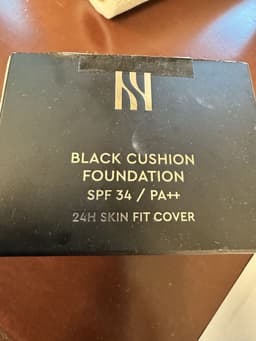 BLACK CUSHION
FOUNDATION
SPF 34 / PA++
24H SKIN FIT COVER